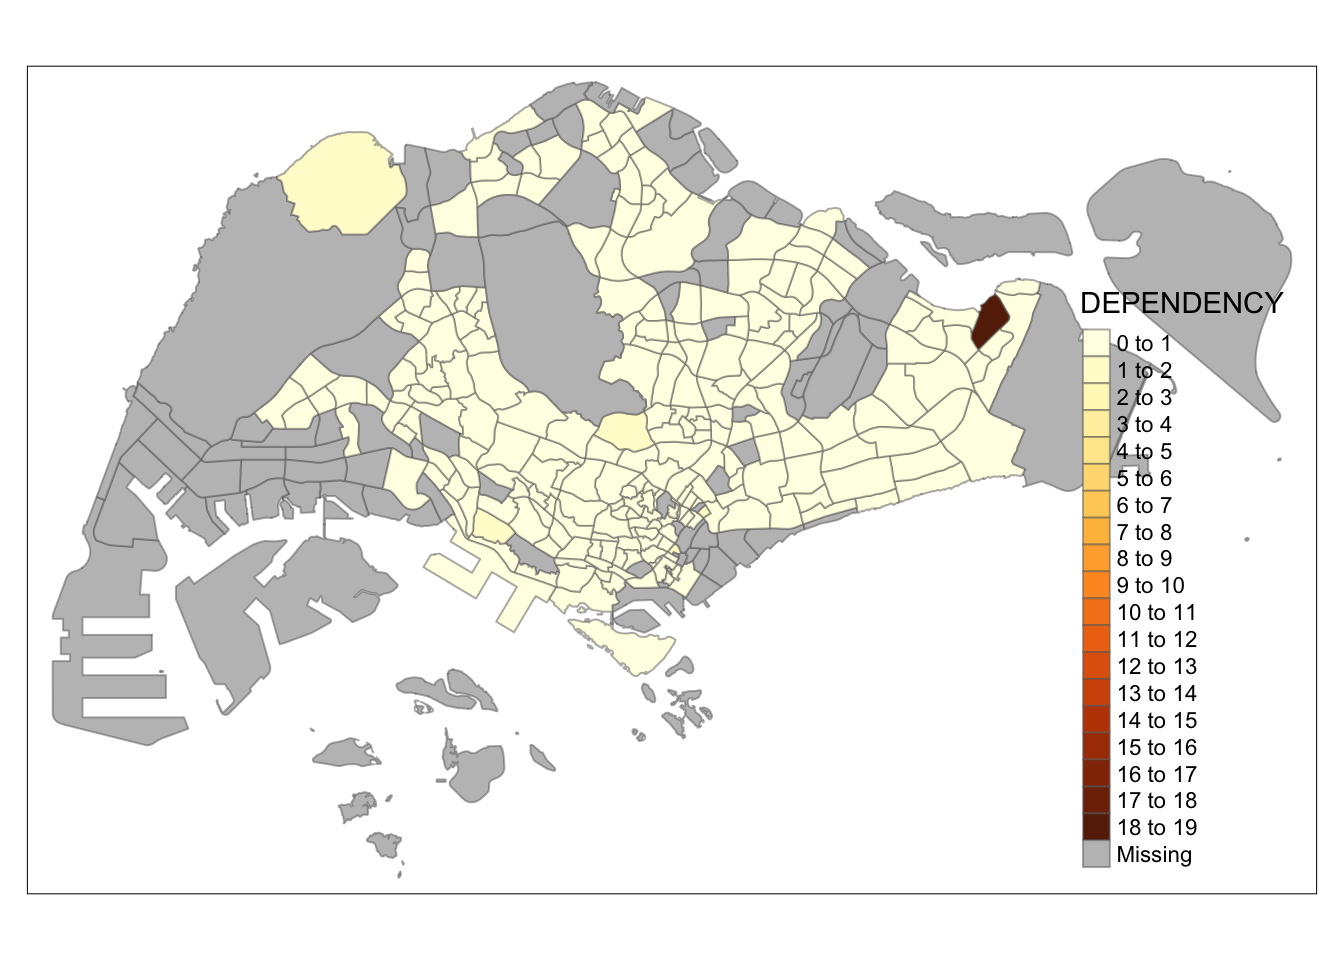 DEPENDENCY
0 to 1
1 to 2
2 to 3
3 to 4
4 to 5
5 to 6
6 to 7
7 to 8
8 to 9
9 to 10
10 to 11
11 to 12
12 to 13
13 to 14
14 to 15
15 to 16
16 to 17
17 to 18
18 to 19
Missing